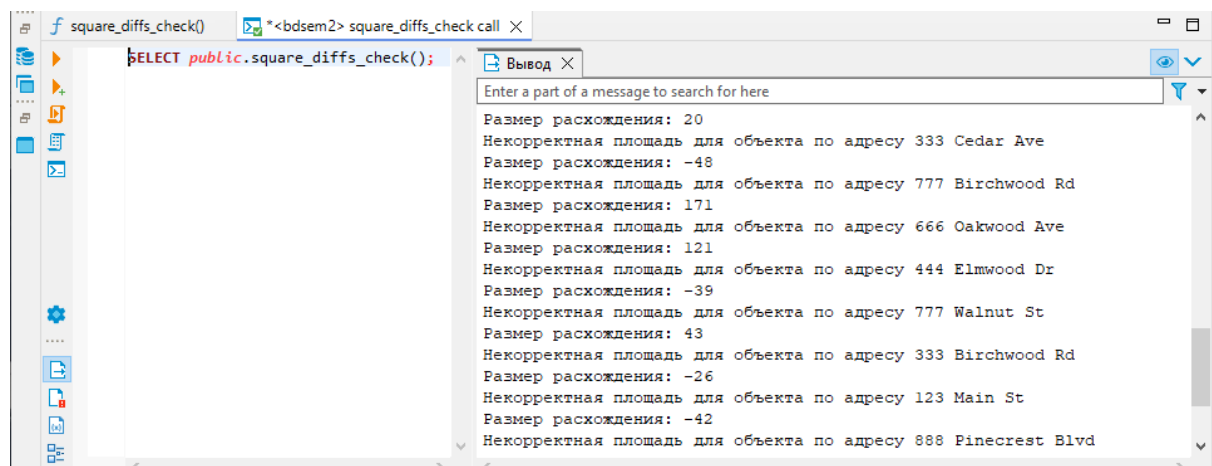 square_diffs_check()
*<bdsem2> square_diffs_check call
SELECT public.square_diffs_check();
Вывод
Enter a part of a message to search for here
Размер расхождения: 20
Некорректная площадь для объекта по адресу 333 Cedar Ave
Размер расхождения: -48
Некорректная площадь для объекта по адресу 777 Birchwood Rd
Размер расхождения: 171
Некорректная площадь для объекта по адресу 666 Oakwood Ave
Размер расхождения: 121
Некорректная площадь для объекта по адресу 444 Elmwood Dr
Размер расхождения: -39
Некорректная площадь для объекта по адресу 777 Walnut St
Размер расхождения: 43
Некорректная площадь для объекта по адресу 333 Birchwood Rd
Размер расхождения: -26
Некорректная площадь для объекта по адресу 123 Main St
Размер расхождения: -42
Некорректная площадь для объекта по адресу 888 Pinecrest Blvd